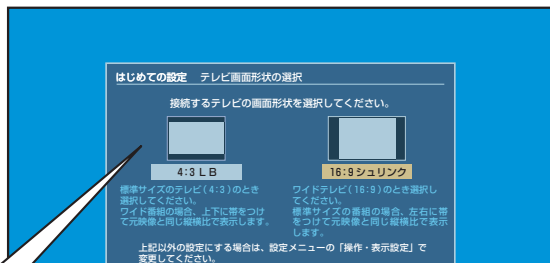 はじめての設定 テレビ画面形状の選択
接続するテレビの画面形状を選択してください。
4:3 L B
16:9 シュリンク
標準サイズのテレビ(4:3)のとき
選択してください。
ワイド番組の場合、上下に帯をつけ
て元映像と同じ縦横比で表示します。
ワイドテレビ(16:9)のとき選択し
てください。
標準サイズの番組の場合、左右に帯
をつけて元映像と同じ縦横比で表示
します。
上記以外の設定にする場合は、設定メニューの「操作・表示設定」で
変更してください。